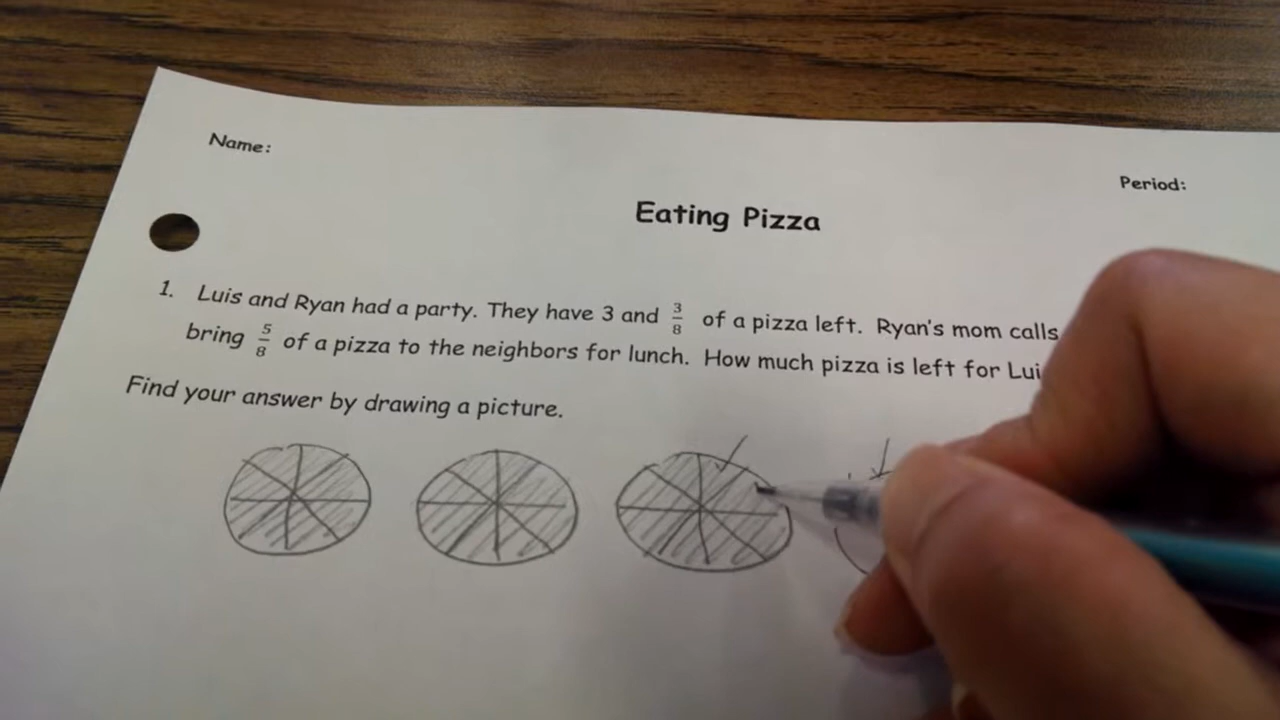 Name:
Period:
Eating Pizza
1. Luis and Ryan had a party. They have 3 and 3/8 of a pizza left. Ryan's mom calls
bring 5/8 of a pizza to the neighbors for lunch. How much pizza is left for
Find your answer by drawing a picture.